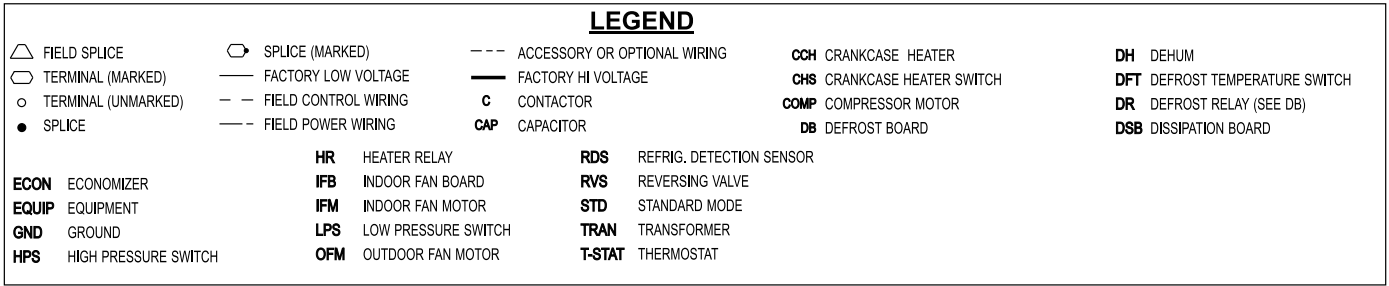 LEGEND
FIELD SPLICE
TERMINAL (MARKED)
TERMINAL (UNMARKED)
SPLICE
SPLICE (MARKED)
FACTORY LOW VOLTAGE
FIELD CONTROL WIRING
FIELD POWER WIRING
ACCESSORY OR OPTIONAL WIRING
FACTORY HI VOLTAGE
C CONTACTOR
CAP CAPACITOR
CCH CRANKCASE HEATER
CHS CRANKCASE HEATER SWITCH
COMP COMPRESSOR MOTOR
DB DEFROST BOARD
DH DEHUM
DFT DEFROST TEMPERATURE SWITCH
DR DEFROST RELAY (SEE DB)
DSB DISSIPATION BOARD
ECON ECONOMIZER
EQUIP EQUIPMENT
GND GROUND
HPS HIGH PRESSURE SWITCH
HR HEATER RELAY
IFB INDOOR FAN BOARD
IFM INDOOR FAN MOTOR
LPS LOW PRESSURE SWITCH
OFM OUTDOOR FAN MOTOR
RDS REFRIG. DETECTION SENSOR
RVS REVERSING VALVE
STD STANDARD MODE
TRAN TRANSFORMER
T-STAT THERMOSTAT